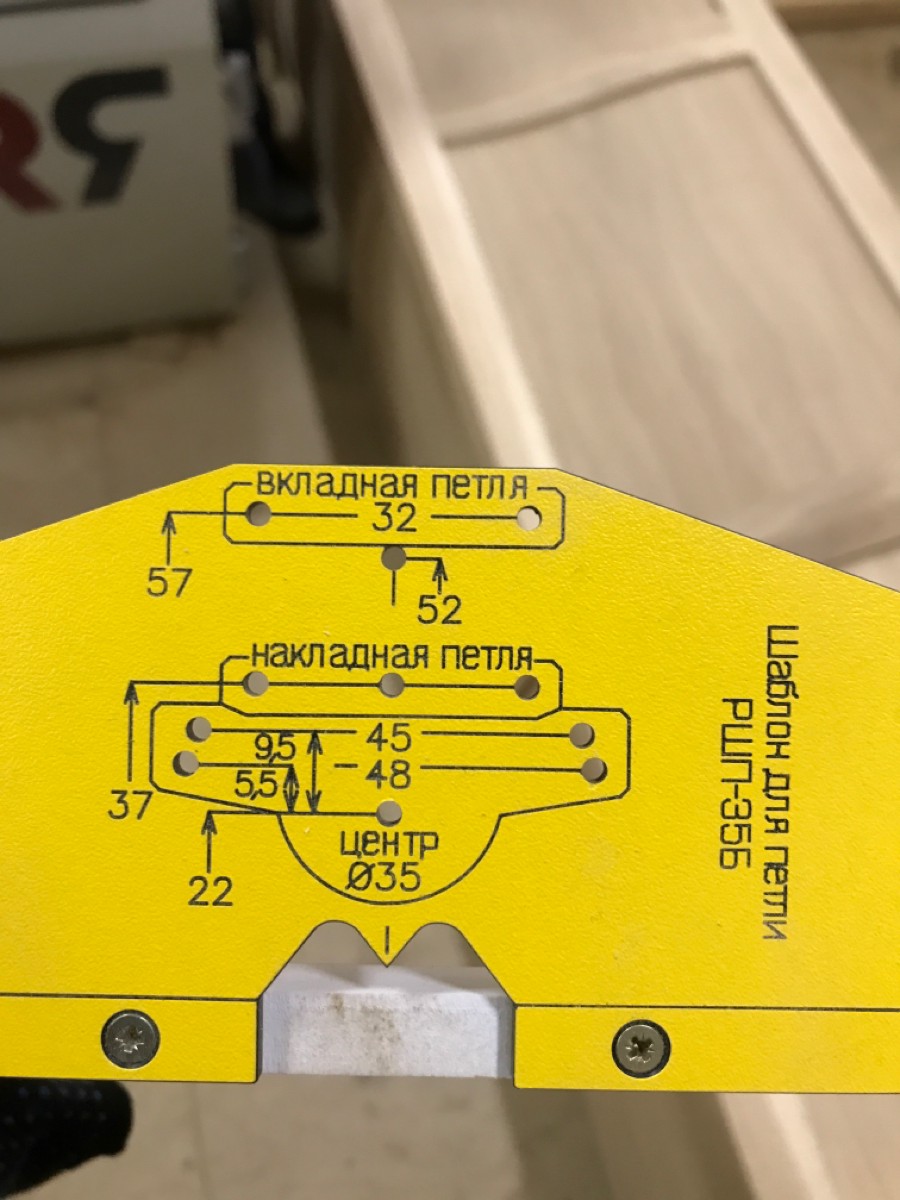 вкладная петля
32
57
52
накладная петля
45
9,5
48
5,5
37
центр
Ø35
22
Шаблон для петли
РШП-35Б